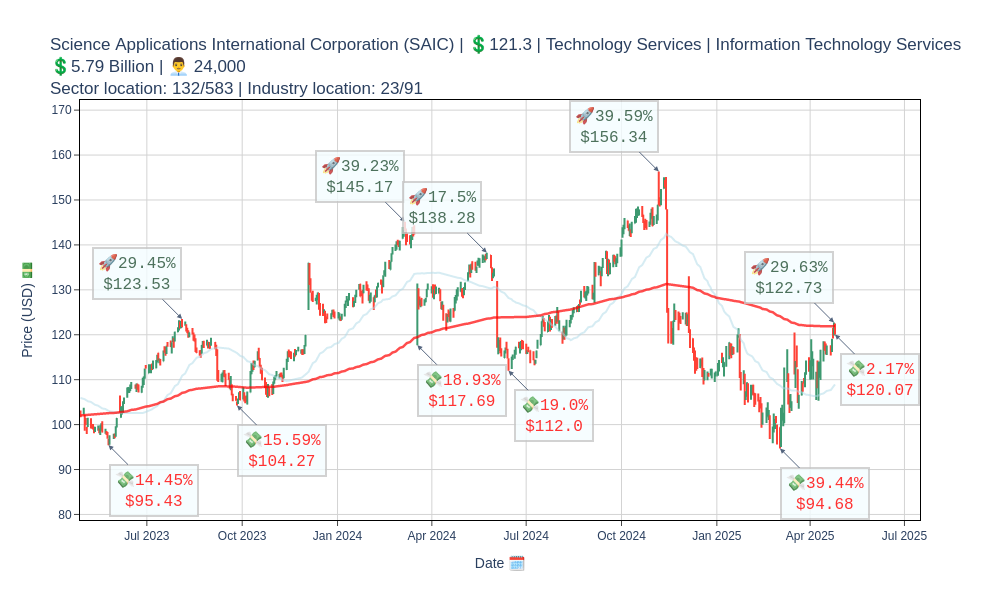 Science Applications International Corporation (SAIC) | 💲121.3 | Technology Services | Information Technology Services
💲5.79 Billion | 👨‍💼 24,000
Sector location: 132/583 | Industry location: 23/91
170
160
150
140
130
120
110
100
90
80
Price (USD) 💵
🚀39.59%
$156.34
🚀39.23%
$145.17
🚀17.5%
$138.28
🚀29.45%
$123.53
🚀29.63%
$122.73
💸2.17%
$120.07
💸18.93%
$117.69
💸19.0%
$112.0
💸15.59%
$104.27
💸14.45%
$95.43
💸39.44%
$94.68
Jul 2023
Oct 2023
Jan 2024
Apr 2024
Jul 2024
Oct 2024
Jan 2025
Apr 2025
Jul 2025
Date 🗓️